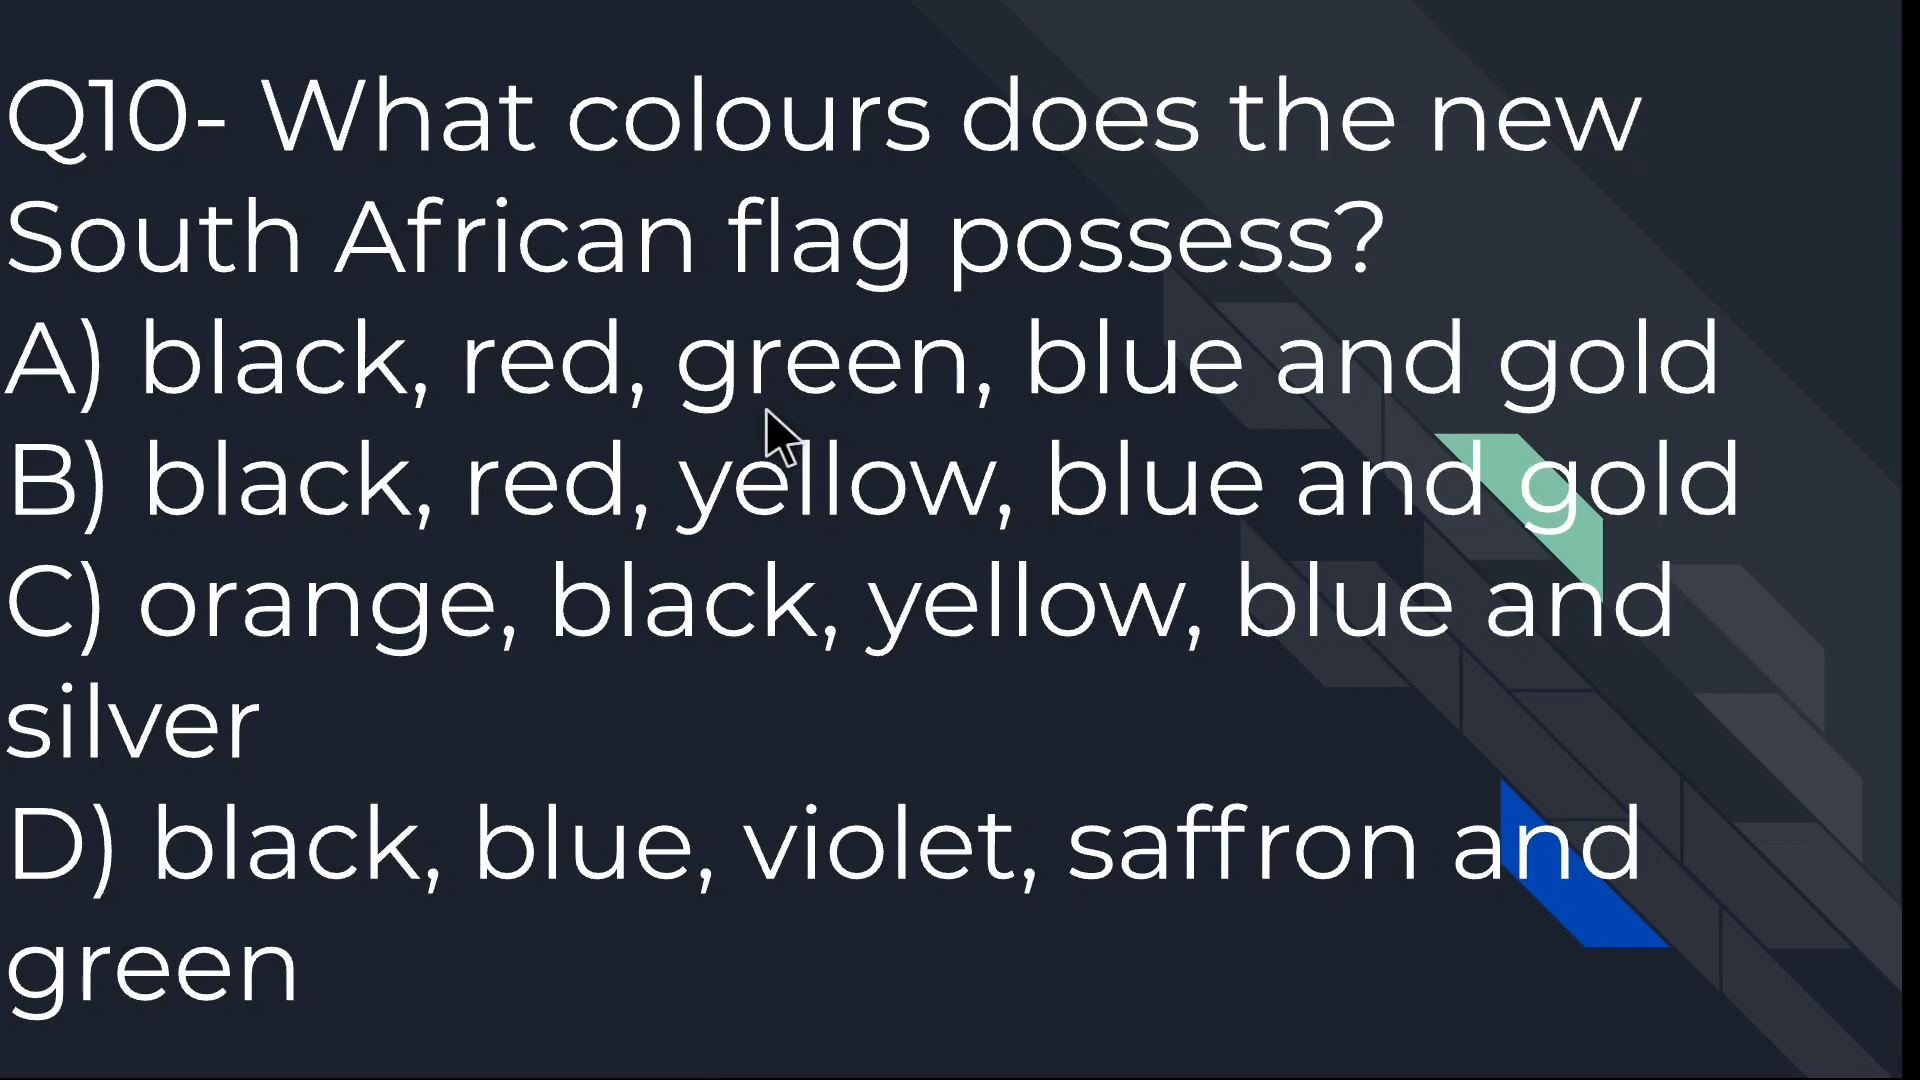 Q10- What colours does the new
South African flag possess?
A) black, red, green, blue and gold
B) black, red, yellow, blue and gold
C) orange, black, yellow, blue and
silver
D) black, blue, violet, saffron and
green